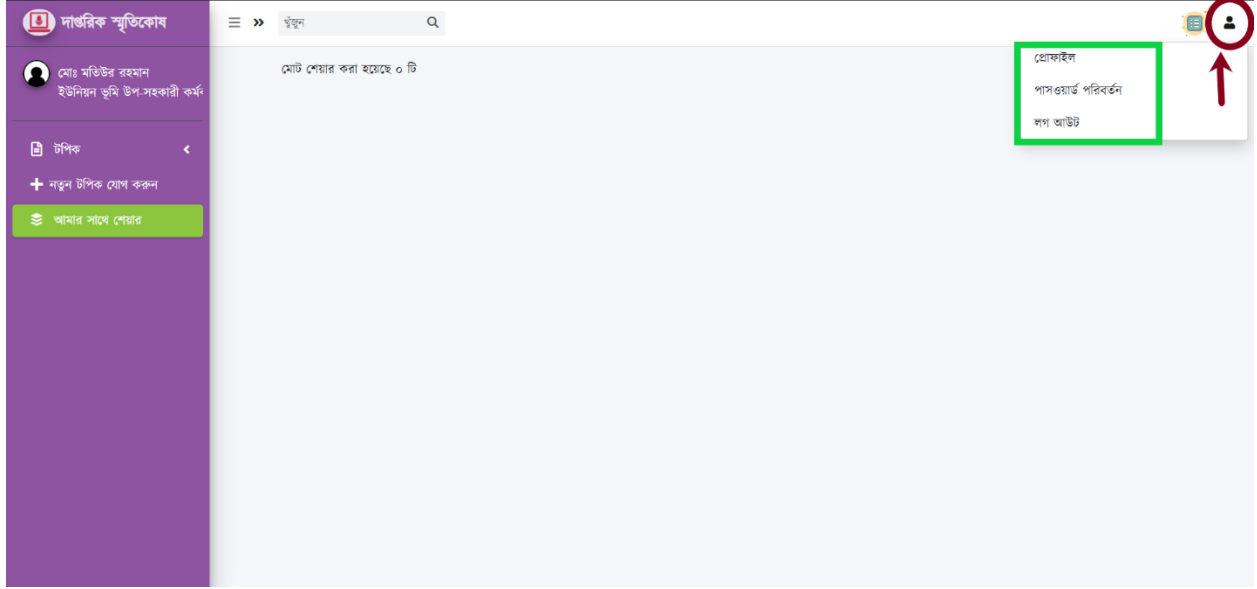 দাপ্তরিক স্মৃতিকোষ
খুঁজুন
মোঃ মতিউর রহমান
ইউনিয়ন ভূমি উপ-সহকারী
টপিক
নতুন টপিক যোগ করুন
আমার সাথে শেয়ার
মোট শেয়ার করা হয়েছে ০ টি
প্রোফাইল
পাসওয়ার্ড পরিবর্তন
লগ আউট